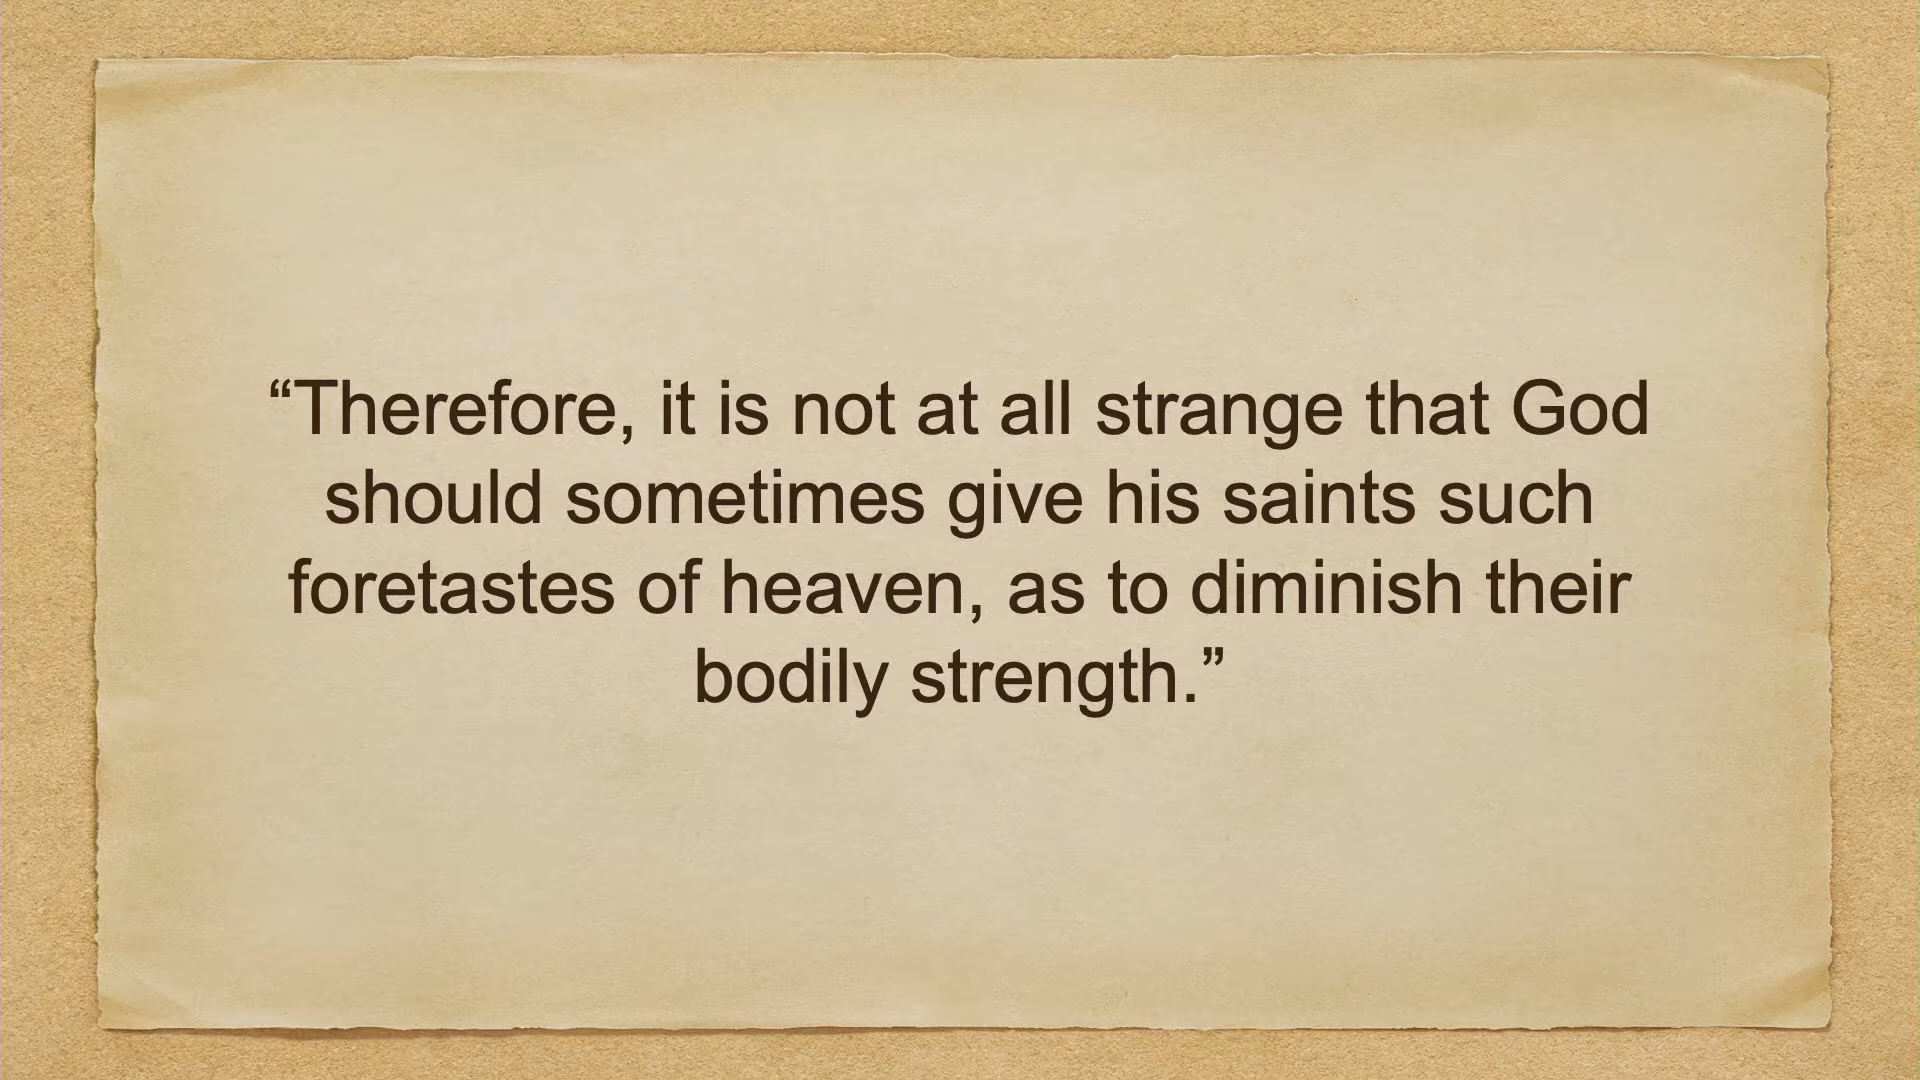 “Therefore, it is not at all strange that God
should sometimes give his saints such
foretastes of heaven, as to diminish their
bodily strength.”